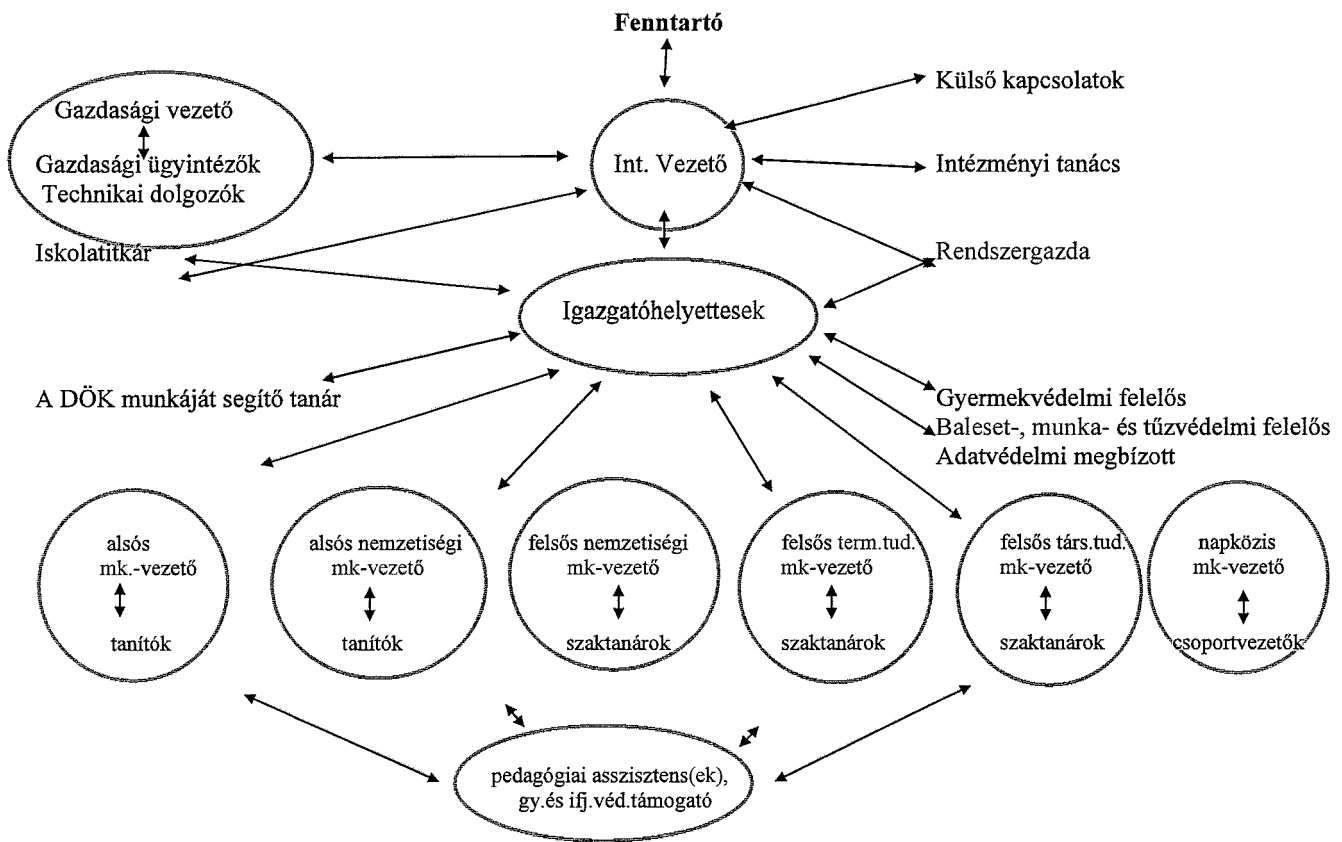 Fenntartó
Külső kapcsolatok
Gazdasági vezető
Gazdasági ügyintézők
Technikai dolgozók
Int. Vezető
Intézményi tanács
Iskolatitkár
Rendszergazda
Igazgatóhelyettesek
A DÖK munkáját segítő tanár
Gyermekvédelmi felelős
Baleset-, munka- és tűzvédelmi felelős
Adatvédelmi megbízott
alsós
mk.-vezető
tanítók
alsós nemzetiségi
mk-vezető
tanítók
felsős nemzetiségi
mk-vezető
szaktanárok
felsős term.tud.
mk-vezető
szaktanárok
felsős társ.tud.
mk-vezető
szaktanárok
napközis
mk-vezető
csoportvezetők
pedagógiai asszisztens(ek),
gy.és ifj.véd.támogató